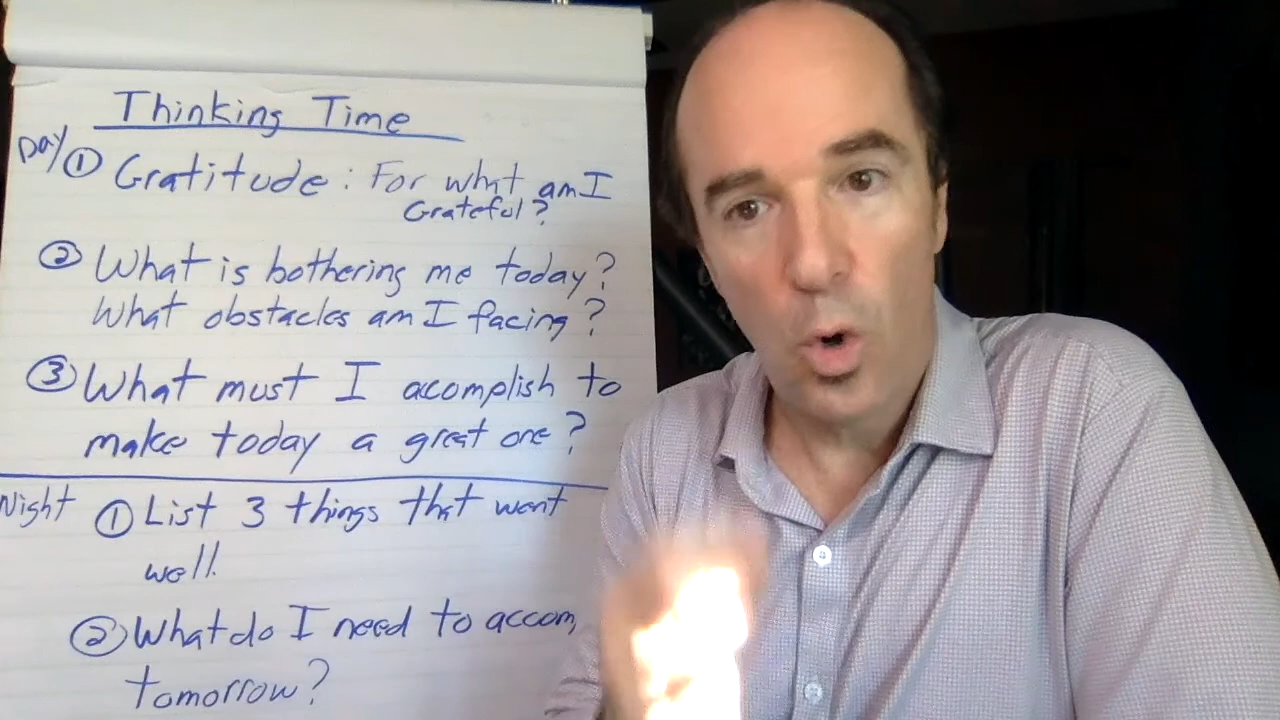 Thinking Time
Day ① Gratitude: For what am I
Grateful?
② What is bothering me today?
What obstacles am I facing?
③ What must I acomplish to
make today a great one?
Night ① List 3 things that went
well.
② What do I need to accom,
tomorrow?